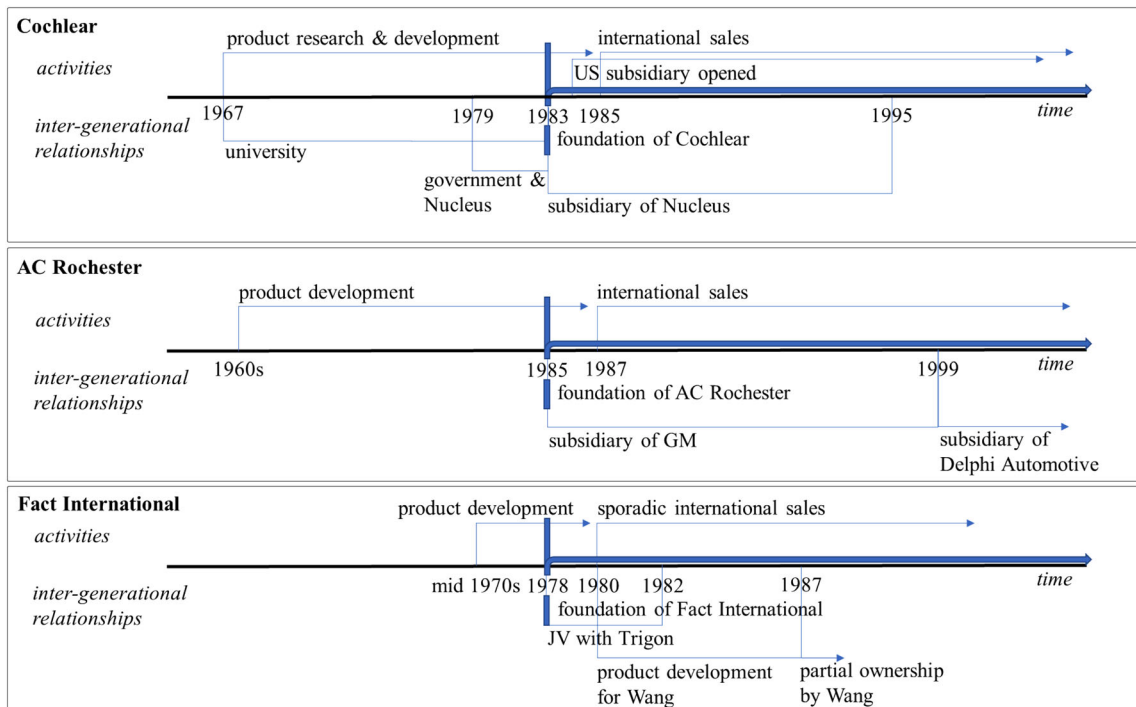 Cochlear
product research & development
international sales
activities
US subsidiary opened
1967
1979
1983
1985
1995
time
inter-generational
relationships
foundation of Cochlear
university
government &
Nucleus
subsidiary of Nucleus
AC Rochester
product development
international sales
activities
1960s
1985
1987
1999
time
inter-generational
relationships
foundation of AC Rochester
subsidiary of GM
subsidiary of
Delphi Automotive
Fact International
product development
sporadic international sales
activities
mid 1970s
1978
1980
1982
1987
time
inter-generational
relationships
foundation of Fact International
JV with Trigon
product development
for Wang
partial ownership
by Wang